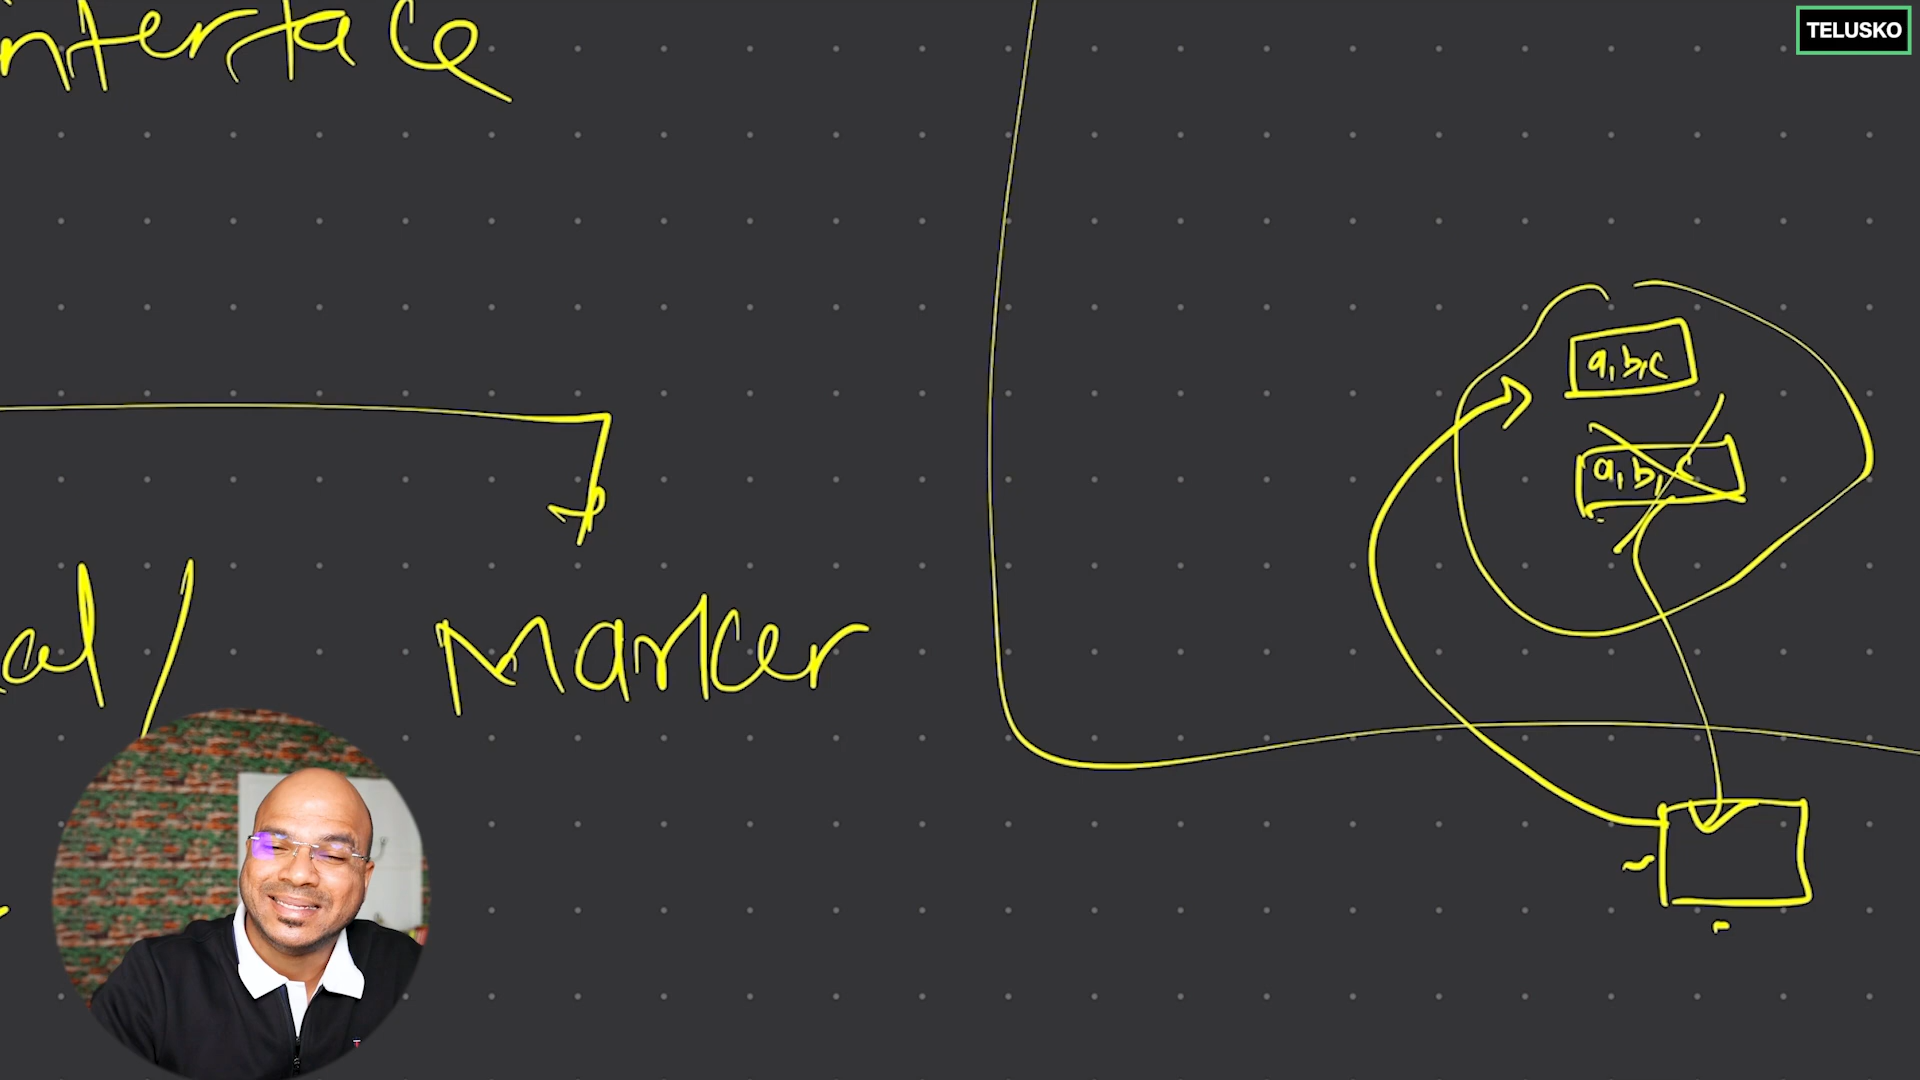 TELUSKO
nterface
a,b,c
a,b,c
al/ Marker